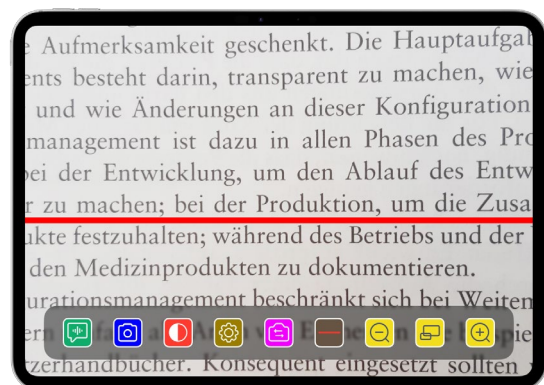 Aufmerksamkeit geschenkt. Die Hauptaufga
ents besteht darin, transparent zu machen, wie
und wie Änderungen an dieser Konfiguration
management ist dazu in allen Phasen des Pro
bei der Entwicklung, um den Ablauf des Entw
r zu machen; bei der Produktion, um die Zusa
ukte festzuhalten; während des Betriebs und der
den Medizinprodukten zu dokumentieren.
urationsmanagement beschränkt sich bei Weitem
rzerhandbücher. Konsequent eingesetzt sollten